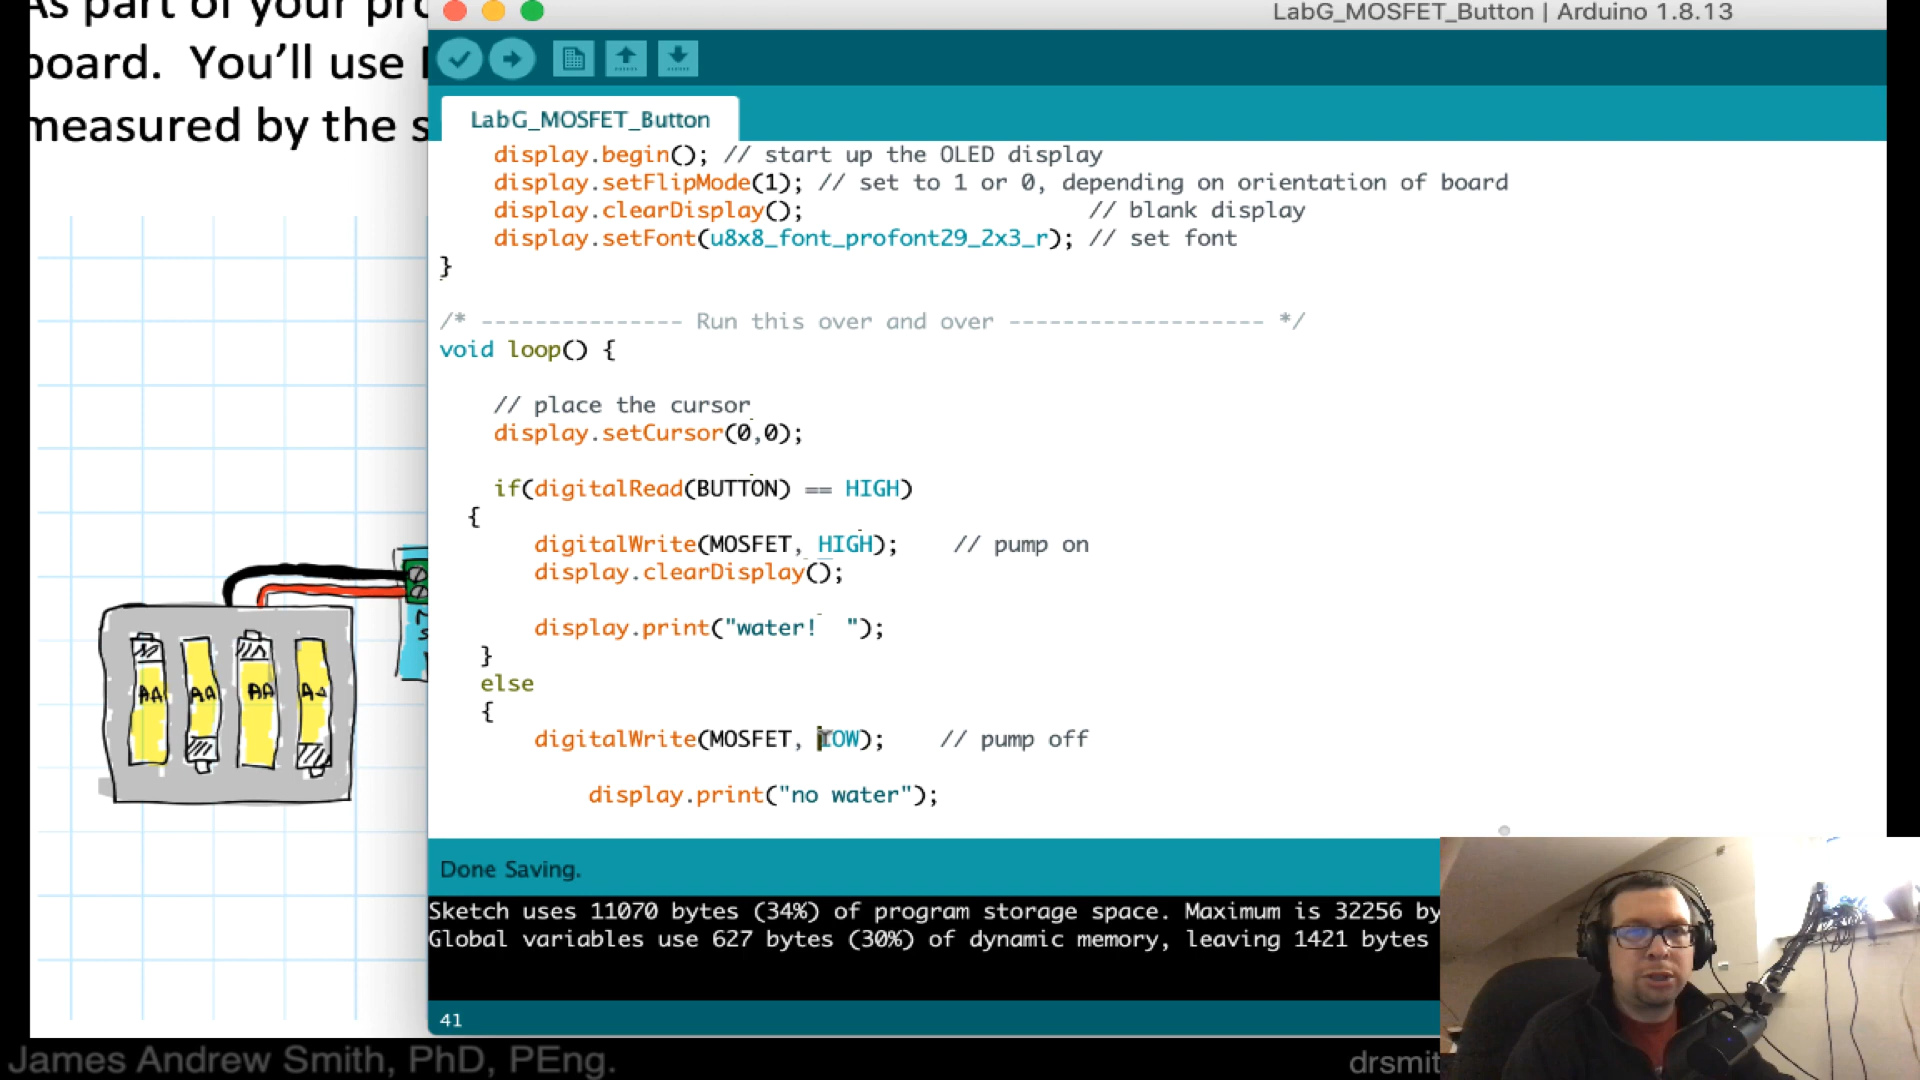 As part of your pro
board. You'll use
measured by the s
LabG_MOSFET_Button | Arduino 1.8.13
LabG_MOSFET_Button
display.begin(); // start up the OLED display
display.setFlipMode(1); // set to 1 or 0, depending on orientation of board
display.clearDisplay(); // blank display
display.setFont(u8x8_font_profont29_2x3_r); // set font
}
/* --------------- Run this over and over ------------------- */
void loop() {
// place the cursor
display.setCursor(0,0);
if(digitalRead(BUTTON) == HIGH)
{
digitalWrite(MOSFET, HIGH); // pump on
display.clearDisplay();
display.print("water!  ");
}
else
{
digitalWrite(MOSFET, LOW); // pump off
display.print("no water");
AA AA AA AA
Done Saving.
Sketch uses 11070 bytes (34%) of program storage space. Maximum is 32256 by
Global variables use 627 bytes (30%) of dynamic memory, leaving 1421 bytes
41
James Andrew Smith, PhD, PEng.
drsmit